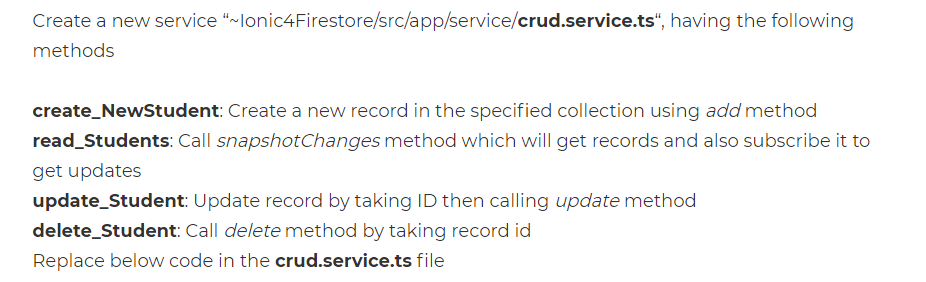 Create a new service “~Ionic4Firestore/src/app/service/crud.service.ts“, having the following
methods
create_NewStudent: Create a new record in the specified collection using add method
read_Students: Call snapshotChanges method which will get records and also subscribe it to
get updates
update_Student: Update record by taking ID then calling update method
delete_Student: Call delete method by taking record id
Replace below code in the crud.service.ts file